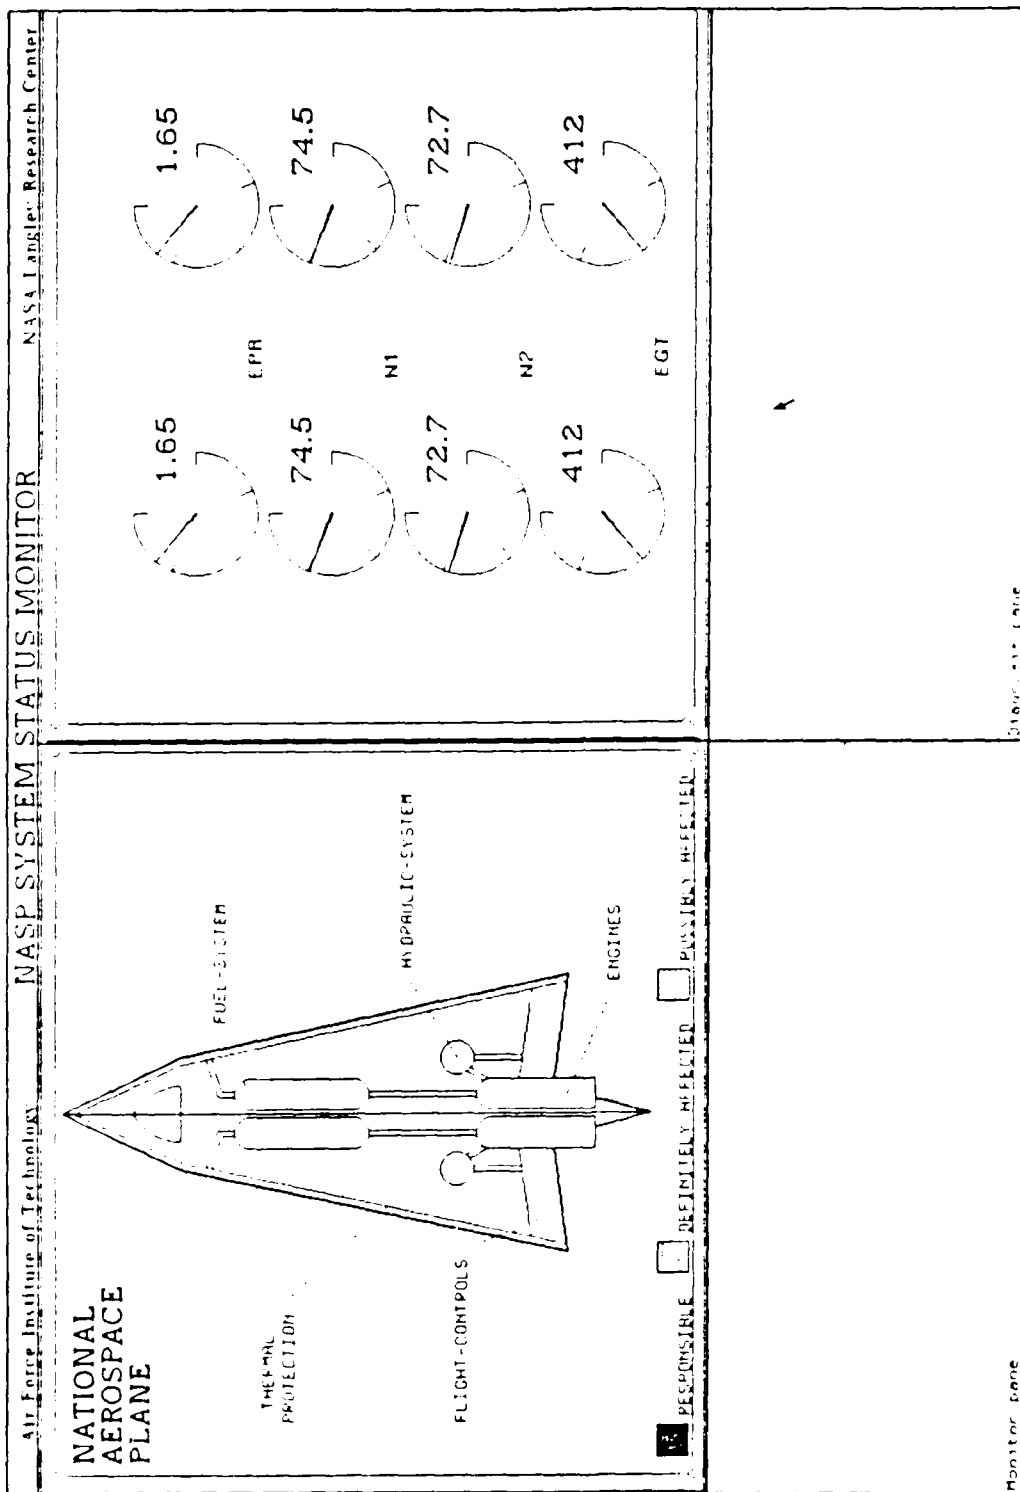 Air Force Institute of Technology
NASP SYSTEM STATUS MONITOR
NASA Langley Research Center
NATIONAL
AEROSPACE
PLANE
FUEL-SYSTEM
HYDRAULIC-SYSTEM
ENGINES
THERMAL
PROTECTION
FLIGHT-CONTROLS
RESPONSIBLE
DEFINITELY AFFECTED
POSSIBLY AFFECTED
1.65
EPR
1.65
74.5
N1
74.5
72.7
N2
72.7
412
EGT
412
Monitor pane